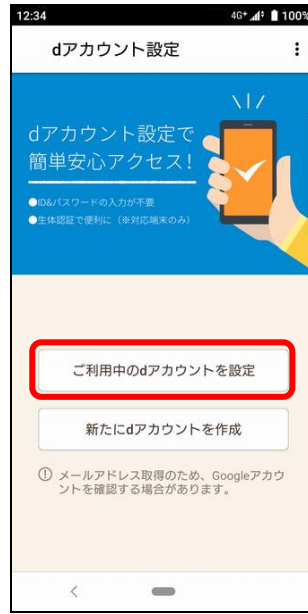 12:34 4G+ 100%
dアカウント設定
dアカウント設定で
簡単安心アクセス!
●ID&パスワードの入力が不要
●生体認証で便利に（※対応端末のみ）
ご利用中のdアカウントを設定
新たにdアカウントを作成
メールアドレス取得のため、Googleアカウ
ントを確認する場合があります。